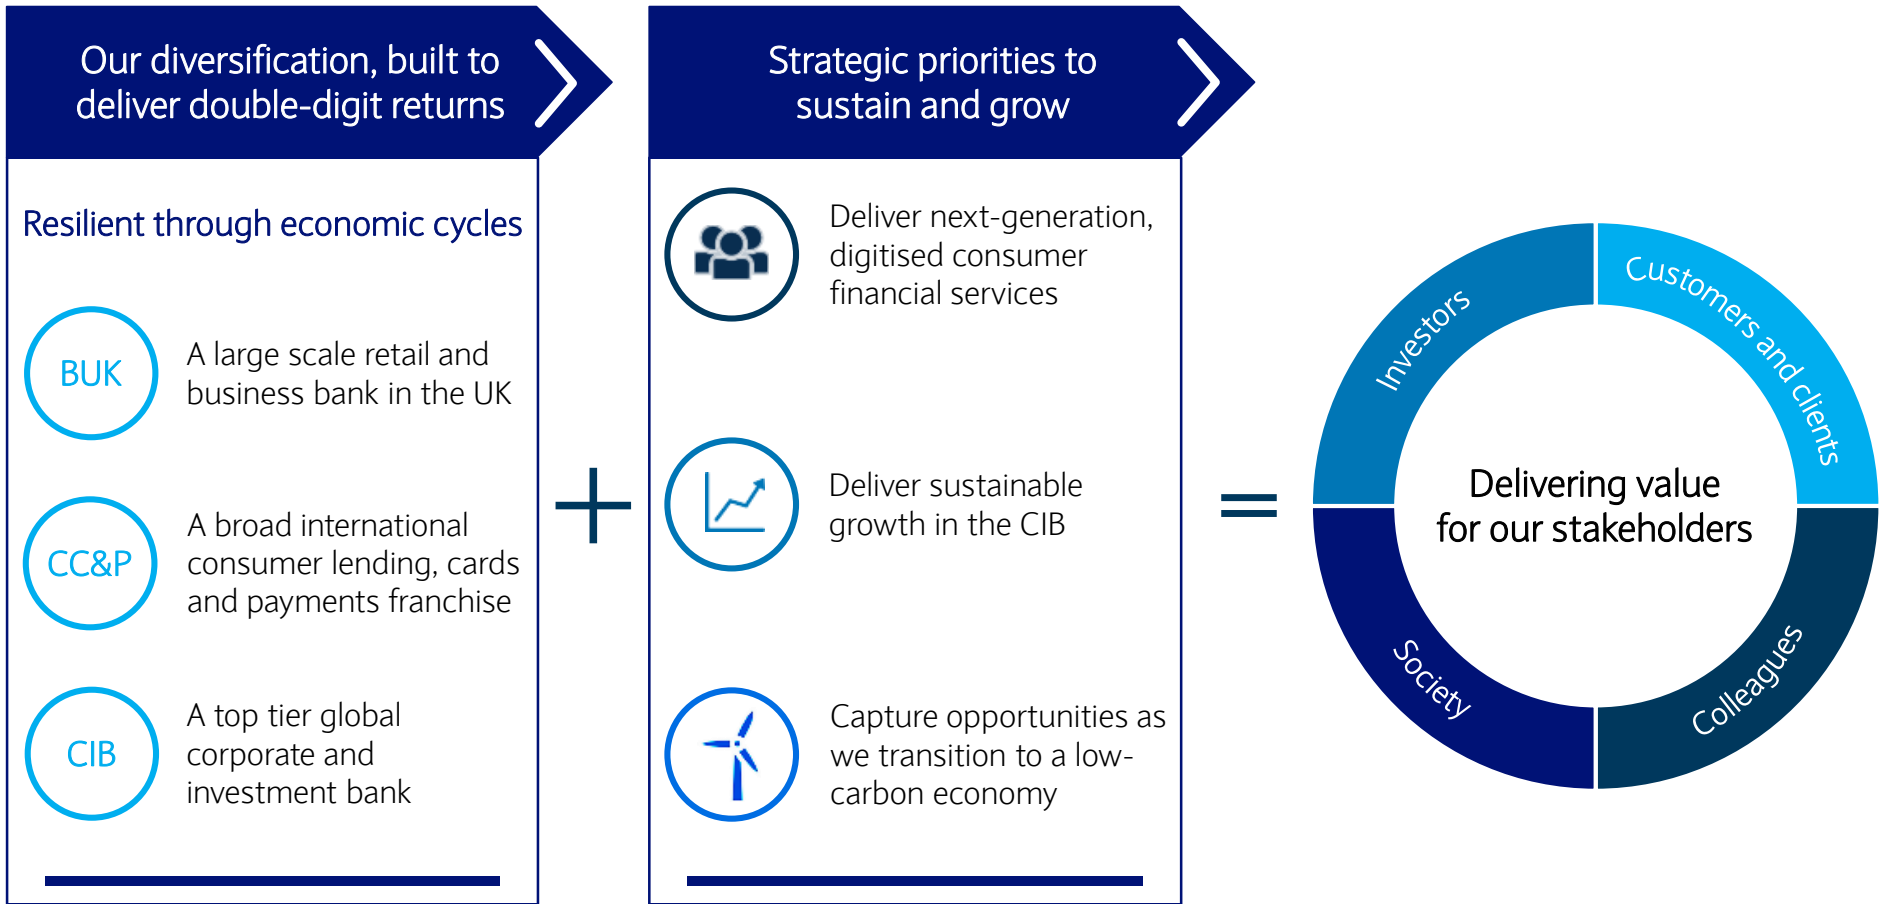 Our diversification, built to
deliver double-digit returns
Resilient through economic cycles
BUK
A large scale retail and
business bank in the UK
CC&P
A broad international
consumer lending, cards
and payments franchise
CIB
A top tier global
corporate and
investment bank
+
Strategic priorities to
sustain and grow
Deliver next-generation,
digitised consumer
financial services
Deliver sustainable
growth in the CIB
Capture opportunities as
we transition to a low-
carbon economy
=
Investors
Customers and clients
Delivering value
for our stakeholders
Society
Colleagues